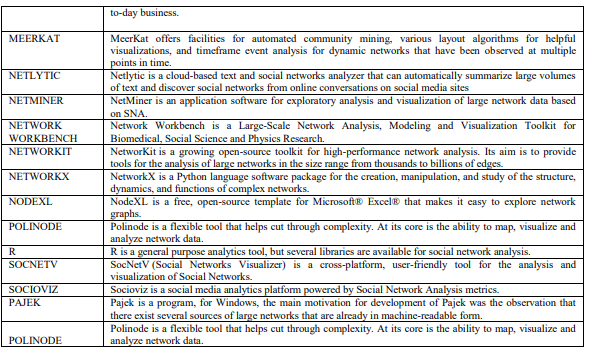 to-day business.
MEERKAT MeerKat offers facilities for automated community mining, various layout algorithms for helpful
visualizations, and timeframe event analysis for dynamic networks that have been observed at multiple
points in time.
NETLYTIC Netlytic is a cloud-based text and social networks analyzer that can automatically summarize large volumes
of text and discover social networks from online conversations on social media sites
NETMINER NetMiner is an application software for exploratory analysis and visualization of large network data based
on SNA.
NETWORK Network Workbench is a Large-Scale Network Analysis, Modeling and Visualization Toolkit for
WORKBENCH Biomedical, Social Science and Physics Research.
NETWORKIT NetworKit is a growing open-source toolkit for high-performance network analysis. Its aim is to provide
tools for the analysis of large networks in the size range from thousands to billions of edges.
NETWORKX NetworkX is a Python language software package for the creation, manipulation, and study of the structure,
dynamics, and functions of complex networks.
NODEXL NodeXL is a free, open-source template for Microsoft® Excel® that makes it easy to explore network
graphs.
POLINODE Polinode is a flexible tool that helps cut through complexity. At its core is the ability to map, visualize and
analyze network data.
R R is a general purpose analytics tool, but several libraries are available for social network analysis.
SOCNETV SocNetV (Social Networks Visualizer) is a cross-platform, user-friendly tool for the analysis and
visualization of Social Networks.
SOCIOVIZ Socioviz is a social media analytics platform powered by Social Network Analysis metrics.
PAJEK Pajek is a program, for Windows, the main motivation for development of Pajek was the observation that
there exist several sources of large networks that are already in machine-readable form.
Polinode is a flexible tool that helps cut through complexity. At its core is the ability to map, visualize and
POLINODE analyze network data.